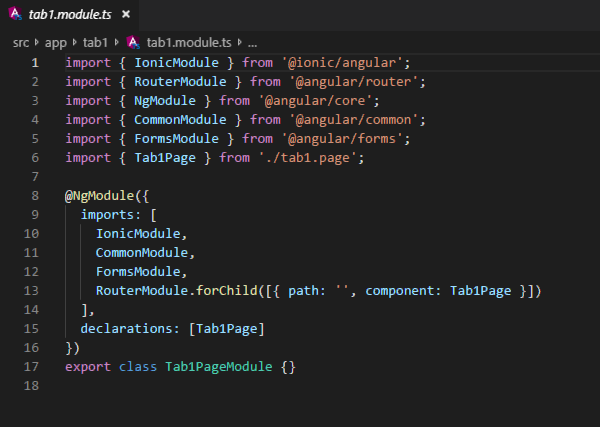 tab1.module.ts ×
src > app > tab1 > tab1.module.ts > ...
1 import { IonicModule } from '@ionic/angular';
2 import { RouterModule } from '@angular/router';
3 import { NgModule } from '@angular/core';
4 import { CommonModule } from '@angular/common';
5 import { FormsModule } from '@angular/forms';
6 import { Tab1Page } from './tab1.page';
7
8 @NgModule({
9   imports: [
10     IonicModule,
11     CommonModule,
12     FormsModule,
13     RouterModule.forChild([{ path: '', component: Tab1Page }])
14   ],
15   declarations: [Tab1Page]
16 })
17 export class Tab1PageModule {}
18